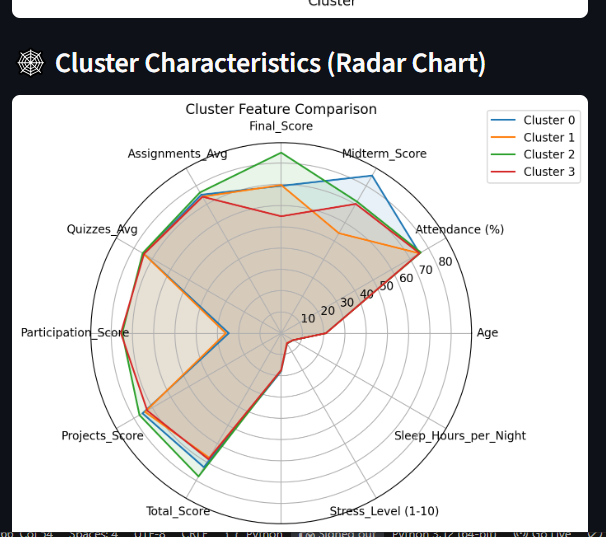 Cluster
Cluster Characteristics (Radar Chart)
Cluster Feature Comparison
Final_Score
Assignments_Avg
Midterm_Score
Cluster 0
Cluster 1
Cluster 2
Cluster 3
Quizzes_Avg
Attendance (%)
80
70
60
50
40
30
20
10
Participation_Score
Age
Projects_Score
Sleep_Hours_per_Night
Total_Score
Stress_Level (1-10)
Spaces: 4 UTF-8 CRLF Python Signed out Python 3.12 (64-bit) Go Live